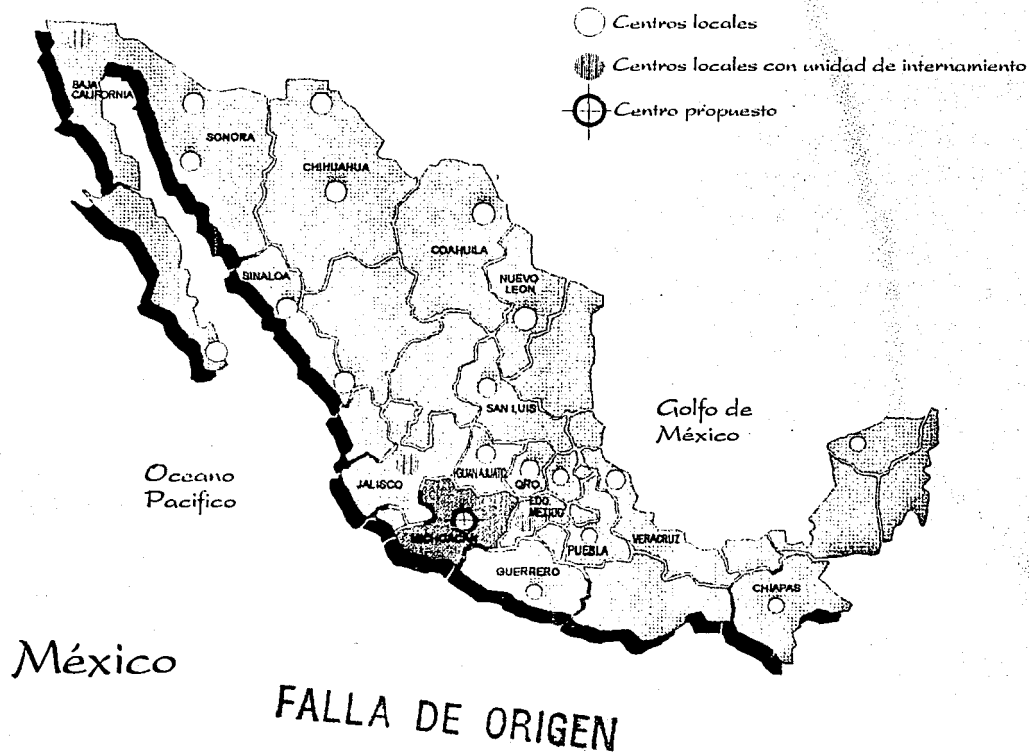 Centros locales
Centros locales con unidad de internamiento
Centro propuesto
BAJA
CALIFORNIA
SONORA
CHIHUAHUA
COAHUILA
SINALOA
NUEVO
LEON
SAN LUIS
Golfo de
México
Oceano
Pacifico
JALISCO
GUANAJUATO
QRO.
EDO.
MEXICO
MICHOACAN
PUEBLA
VERACRUZ
GUERRERO
CHIAPAS
México
FALLA DE ORIGEN